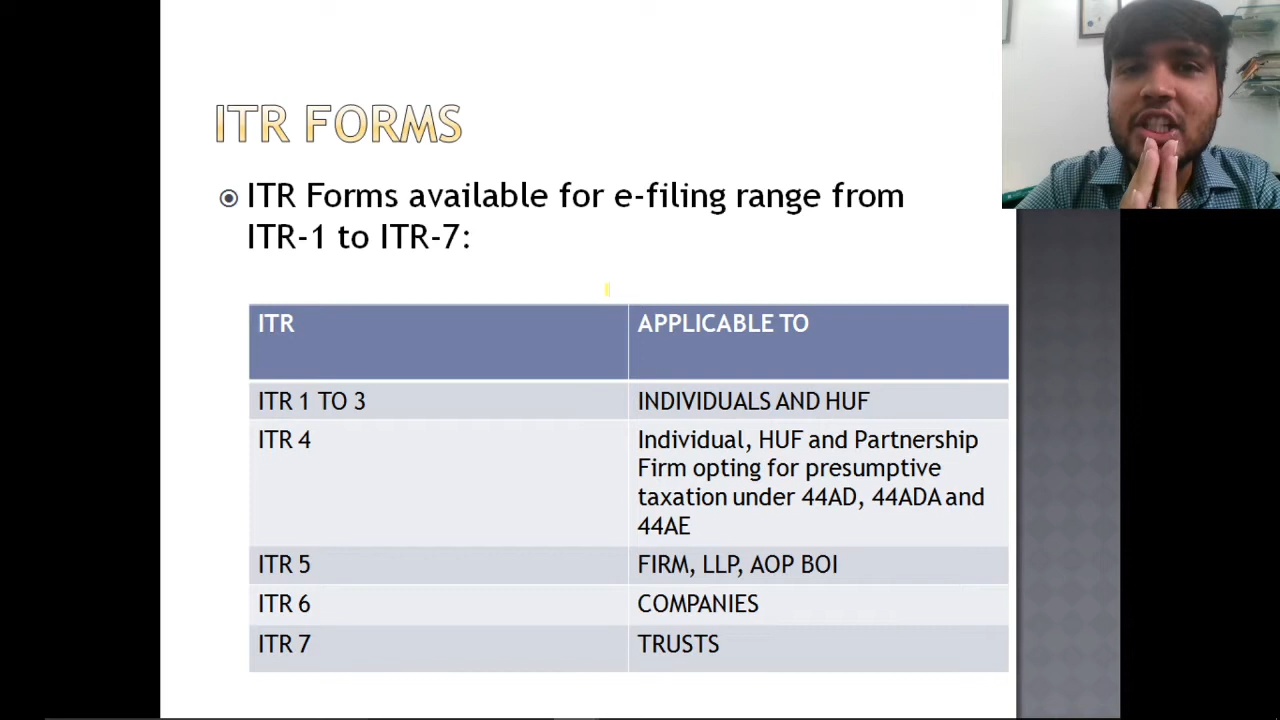 ITR FORMS
ITR Forms available for e-filing range from
ITR-1 to ITR-7:
ITR
APPLICABLE TO
ITR 1 TO 3
INDIVIDUALS AND HUF
ITR 4
Individual, HUF and Partnership
Firm opting for presumptive
taxation under 44AD, 44ADA and
44AE
ITR 5
FIRM, LLP, AOP BOI
ITR 6
COMPANIES
ITR 7
TRUSTS